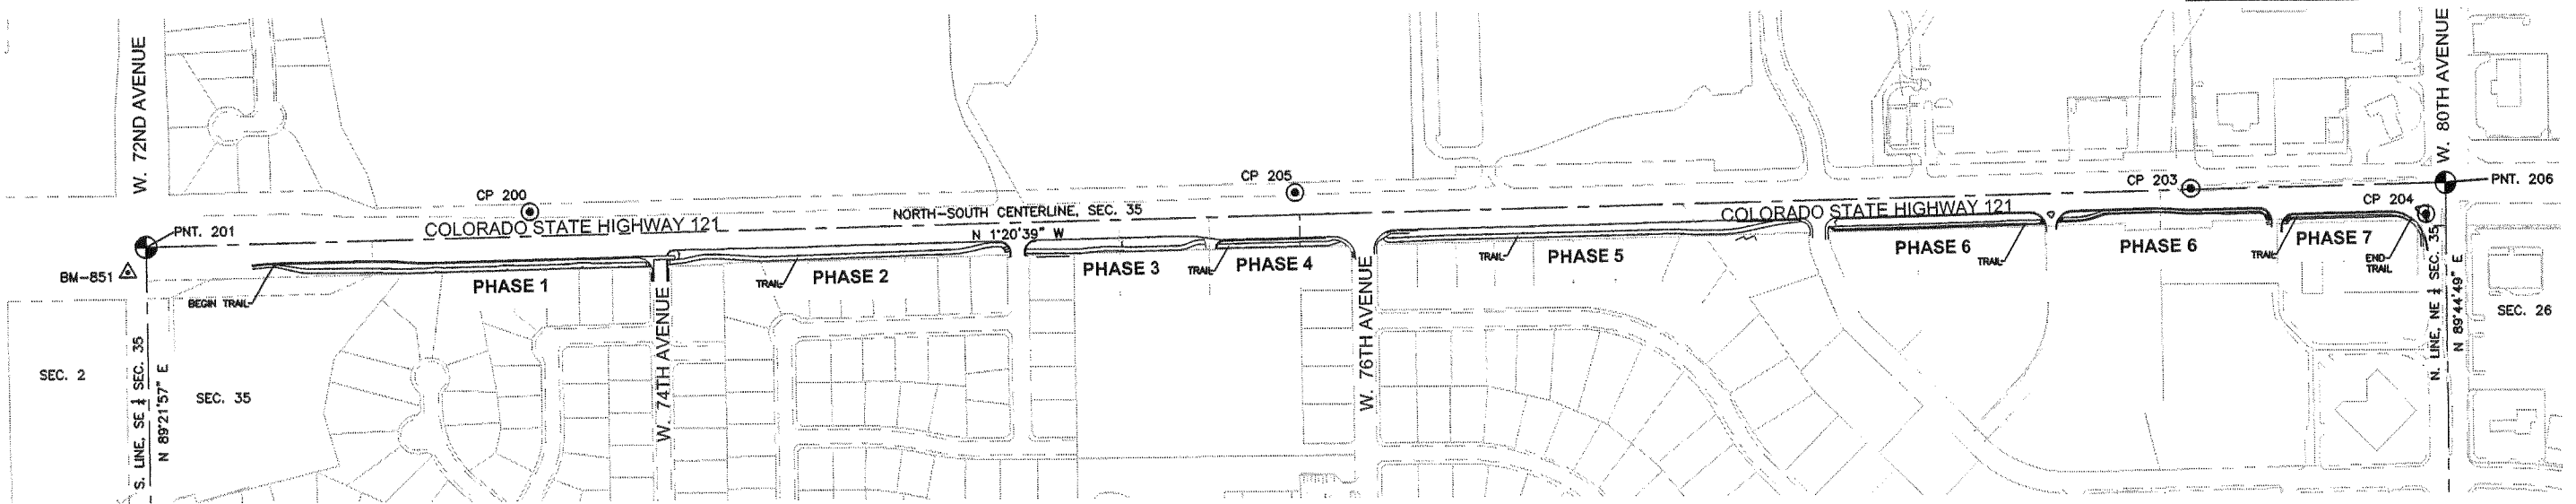 W. 72ND AVENUE
W. 80TH AVENUE
CP 200
CP 205
CP 203
PNT. 206
CP 204
PNT. 201
COLORADO STATE HIGHWAY 121
NORTH-SOUTH CENTERLINE, SEC. 35
N 1°20'39" W
COLORADO STATE HIGHWAY 121
BM-851
BEGIN TRAIL
PHASE 1
TRAIL
PHASE 2
PHASE 3
TRAIL
PHASE 4
TRAIL
PHASE 5
PHASE 6
TRAIL
PHASE 6
TRAIL
PHASE 7
END
TRAIL
W. 74TH AVENUE
W. 76TH AVENUE
SEC. 2
S. LINE, SE ¼ SEC. 35
N 89°21'57" E
SEC. 35
N. LINE, NE ¼ SEC. 35
N 89°44'49" E
SEC. 26